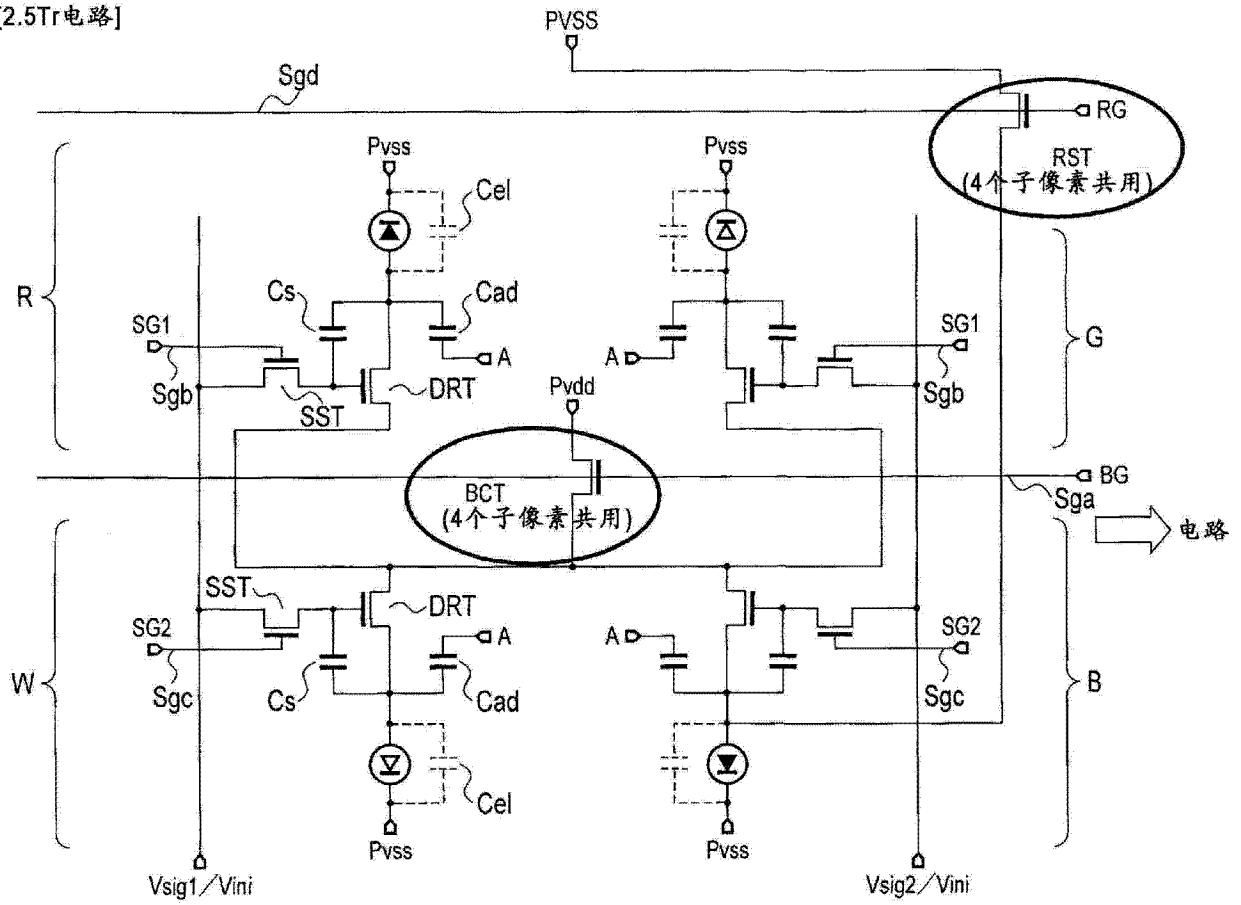 [2.5Tr电路]
PVSS
Sgd
RG
RST
(4个子像素共用)
Pvss
Pvss
Cel
R
Cs
Cad
G
SG1
SG1
A
A
Sgb
SST
DRT
Sgb
Pvdd
BCT
(4个子像素共用)
BG
Sga
电路
SST
DRT
SG2
A
A
SG2
W
Sgc
Cs
Cad
Sgc
B
Cel
Pvss
Pvss
Vsig1/Vini
Vsig2/Vini